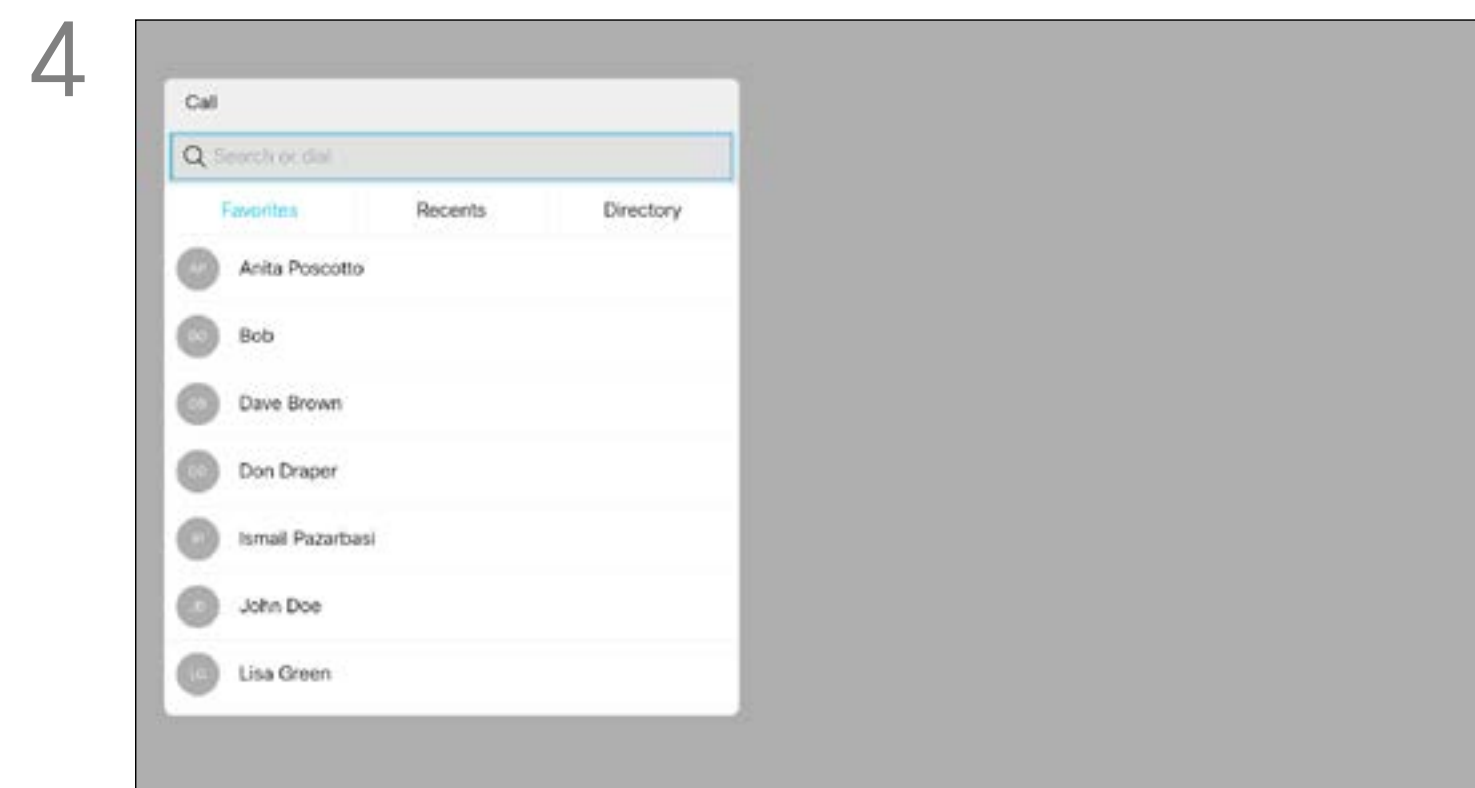 4
Call
Search or dial
Favorites Recents Directory
Anita Poscotto
Bob
Dave Brown
Don Draper
Ismail Pazarbasi
John Doe
Lisa Green